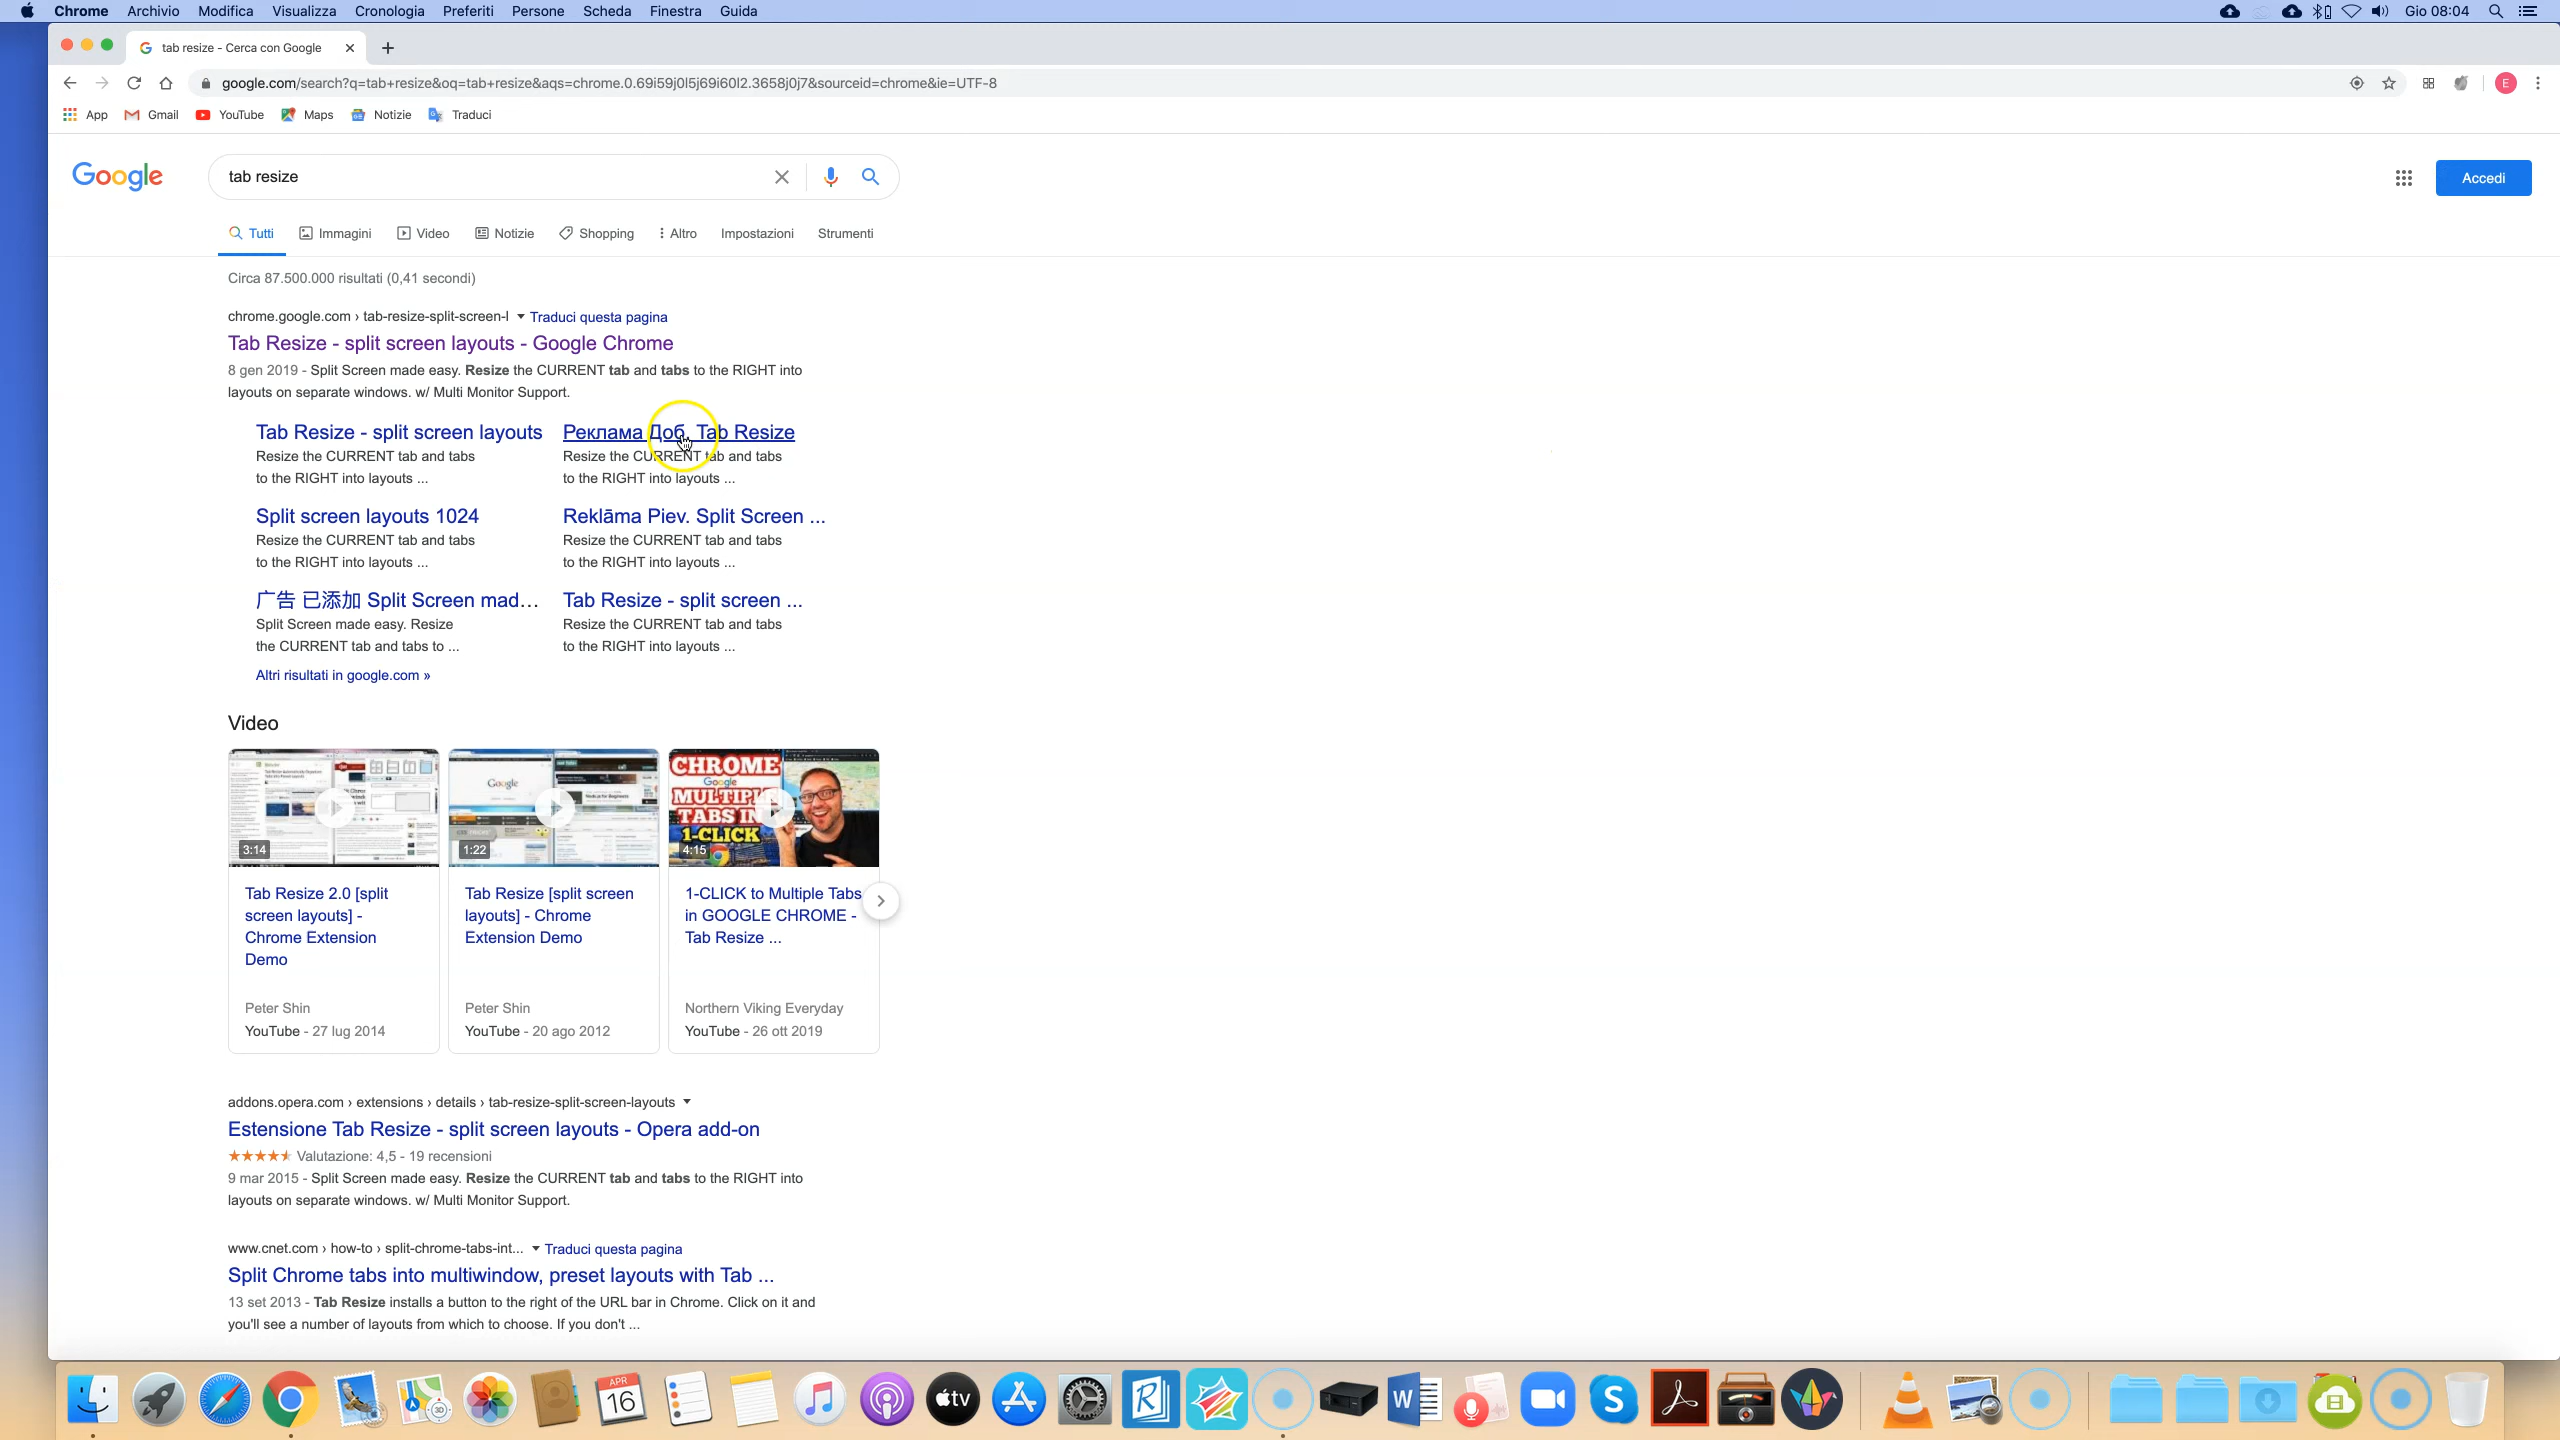 Chrome Archivio Modifica Visualizza Cronologia Preferiti Persone Scheda Finestra Guida Gio 08:04
tab resize - Cerca con Google
google.com/search?q=tab+resize&oq=tab+resize&aqs=chrome.0.69i59j0l5j69i60l2.3658j0j7&sourceid=chrome&ie=UTF-8 E
App Gmail YouTube Maps Notizie Traduci
Google tab resize Accedi
Tutti Immagini Video Notizie Shopping Altro Impostazioni Strumenti
Circa 87.500.000 risultati (0,41 secondi)
chrome.google.com › tab-resize-split-screen-l Traduci questa pagina
Tab Resize - split screen layouts - Google Chrome
8 gen 2019 - Split Screen made easy. Resize the CURRENT tab and tabs to the RIGHT into
layouts on separate windows. w/ Multi Monitor Support.
Tab Resize - split screen layouts
Resize the CURRENT tab and tabs
to the RIGHT into layouts ...
Реклама Доб. Tab Resize
Resize the CURRENT tab and tabs
to the RIGHT into layouts ...
Split screen layouts 1024
Resize the CURRENT tab and tabs
to the RIGHT into layouts ...
Reklāma Piev. Split Screen ...
Resize the CURRENT tab and tabs
to the RIGHT into layouts ...
广告 已添加 Split Screen mad...
Split Screen made easy. Resize
the CURRENT tab and tabs to ...
Tab Resize - split screen ...
Resize the CURRENT tab and tabs
to the RIGHT into layouts ...
Altri risultati in google.com »
Video
3:14
Tab Resize 2.0 [split
screen layouts] -
Chrome Extension
Demo
Peter Shin
YouTube - 27 lug 2014
Google
1:22
Tab Resize [split screen
layouts] - Chrome
Extension Demo
Peter Shin
YouTube - 20 ago 2012
CHROME
Google
MULTIPLE
TABS IN
1-CLICK
4:15
1-CLICK to Multiple Tabs
in GOOGLE CHROME -
Tab Resize ...
Northern Viking Everyday
YouTube - 26 ott 2019
addons.opera.com › extensions › details › tab-resize-split-screen-layouts
Estensione Tab Resize - split screen layouts - Opera add-on
Valutazione: 4,5 - 19 recensioni
9 mar 2015 - Split Screen made easy. Resize the CURRENT tab and tabs to the RIGHT into
layouts on separate windows. w/ Multi Monitor Support.
www.cnet.com › how-to › split-chrome-tabs-int... Traduci questa pagina
Split Chrome tabs into multiwindow, preset layouts with Tab ...
13 set 2013 - Tab Resize installs a button to the right of the URL bar in Chrome. Click on it and
you'll see a number of layouts from which to choose. If you don't ...
3D
APR
16
tv
R
W
S